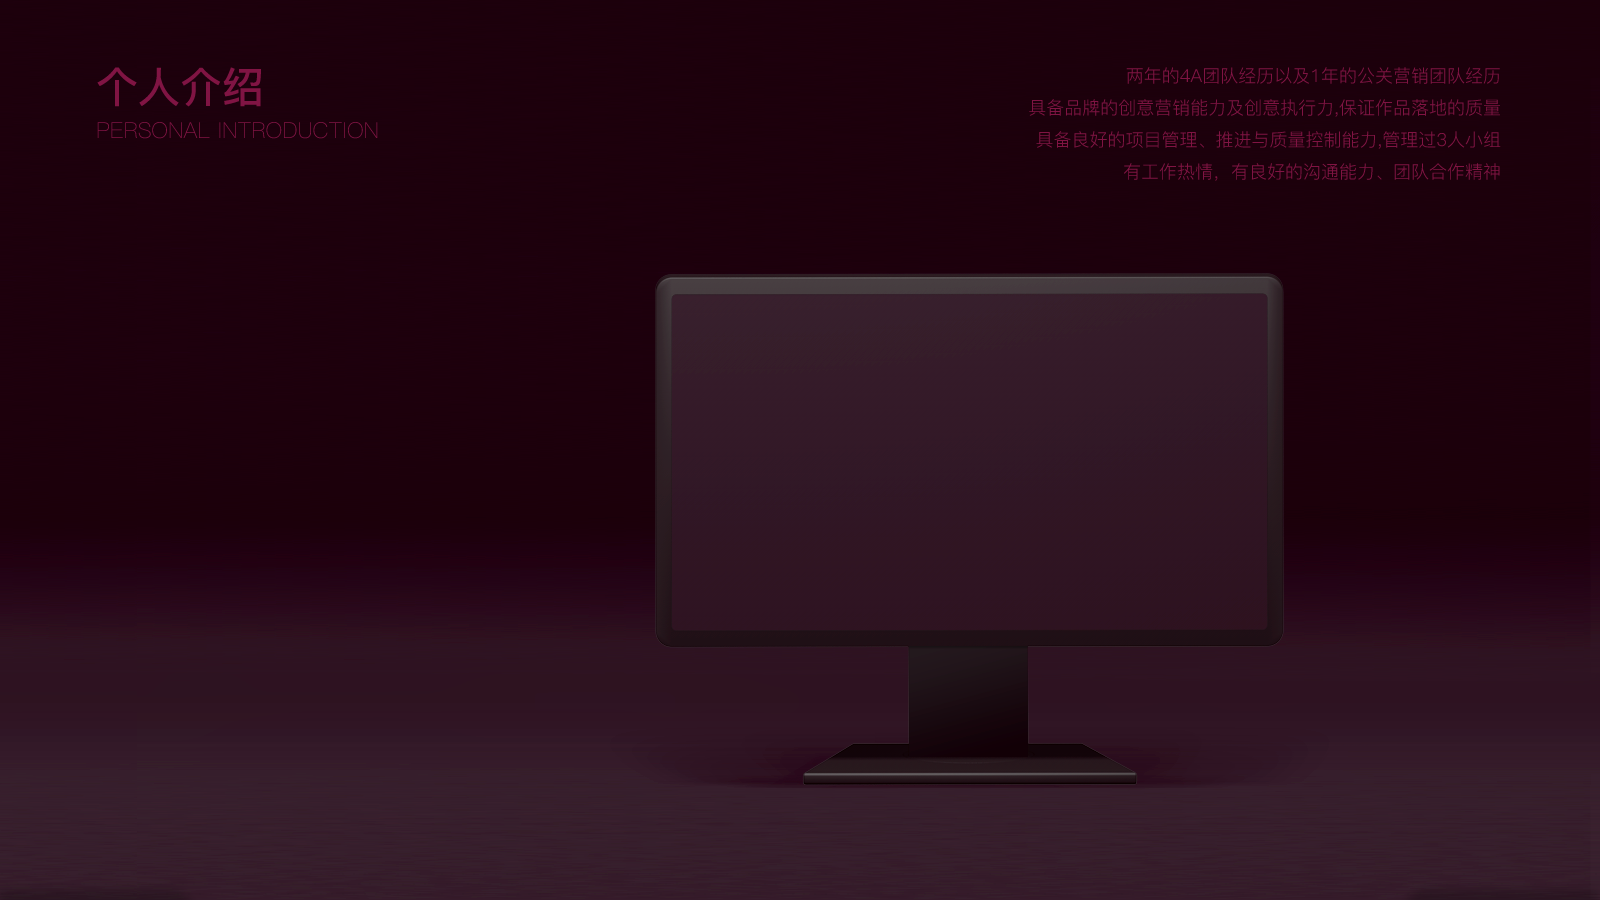 个人介绍
PERSONAL INTRODUCTION
两年的4A团队经历以及1年的公关营销团队经历
具备品牌的创意营销能力及创意执行力,保证作品落地的质量
具备良好的项目管理、推进与质量控制能力,管理过3人小组
有工作热情，有良好的沟通能力、团队合作精神